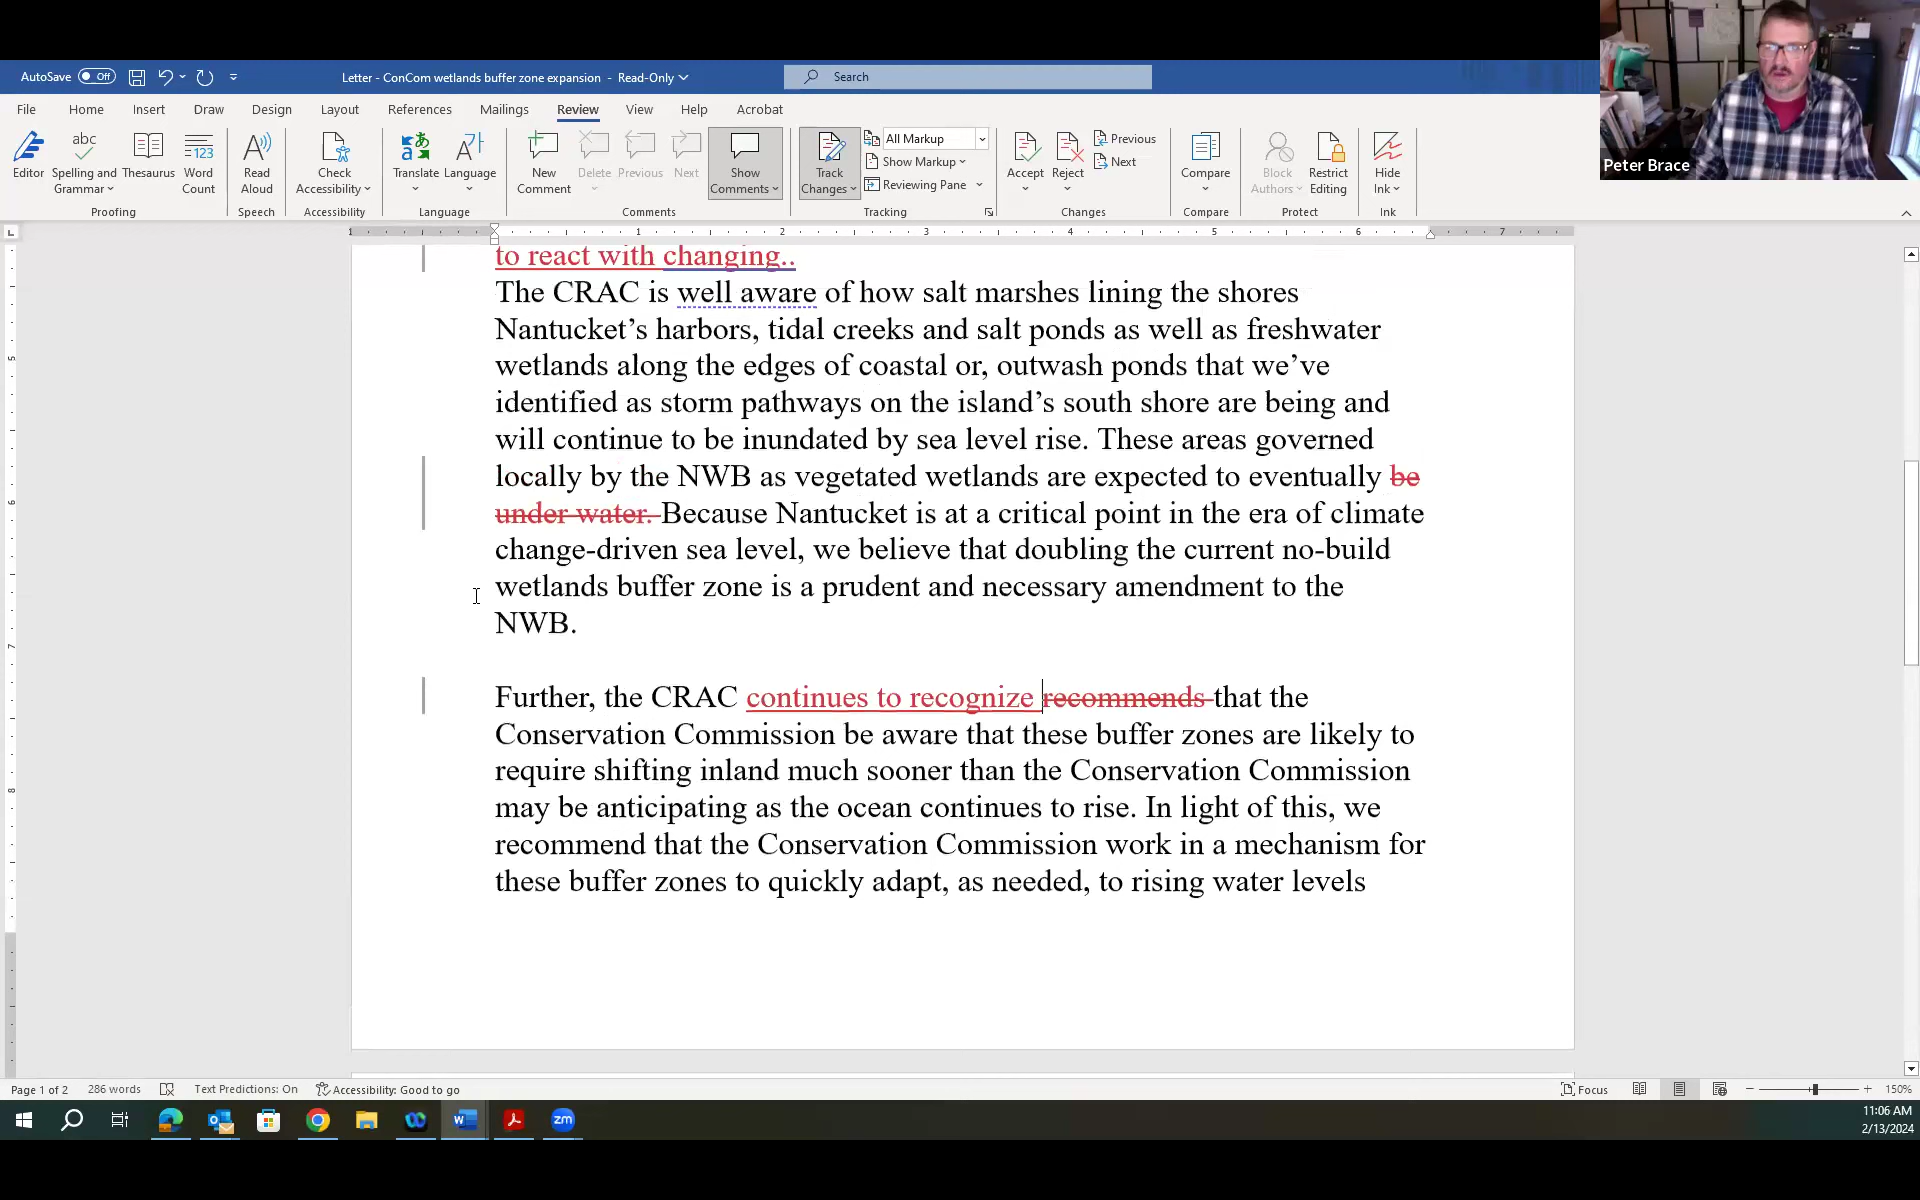 AutoSave Off
Letter - ConCom wetlands buffer zone expansion - Read-Only
Search
File Home Insert Draw Design Layout References Mailings Review View Help Acrobat
Editor
Spelling and Grammar
Thesaurus
Word Count
Proofing
Read Aloud
Speech
Check Accessibility
Accessibility
Translate
Language
Language
New Comment
Delete
Previous
Next
Show Comments
Comments
Track Changes
All Markup
Show Markup
Reviewing Pane
Tracking
Accept
Reject
Previous
Next
Changes
Compare
Compare
Block Authors
Restrict Editing
Protect
Hide Ink
Ink
Peter Brace
1 1 2 3 4 5 6 7
to react with changing..
The CRAC is well aware of how salt marshes lining the shores
Nantucket’s harbors, tidal creeks and salt ponds as well as freshwater
wetlands along the edges of coastal or, outwash ponds that we’ve
identified as storm pathways on the island’s south shore are being and
will continue to be inundated by sea level rise. These areas governed
locally by the NWB as vegetated wetlands are expected to eventually be
under water. Because Nantucket is at a critical point in the era of climate
change-driven sea level, we believe that doubling the current no-build
wetlands buffer zone is a prudent and necessary amendment to the
NWB.
Further, the CRAC continues to recognize recommends that the
Conservation Commission be aware that these buffer zones are likely to
require shifting inland much sooner than the Conservation Commission
may be anticipating as the ocean continues to rise. In light of this, we
recommend that the Conservation Commission work in a mechanism for
these buffer zones to quickly adapt, as needed, to rising water levels
5
6
7
8
Page 1 of 2 286 words Text Predictions: On Accessibility: Good to go Focus 150%
zm
11:06 AM
2/13/2024